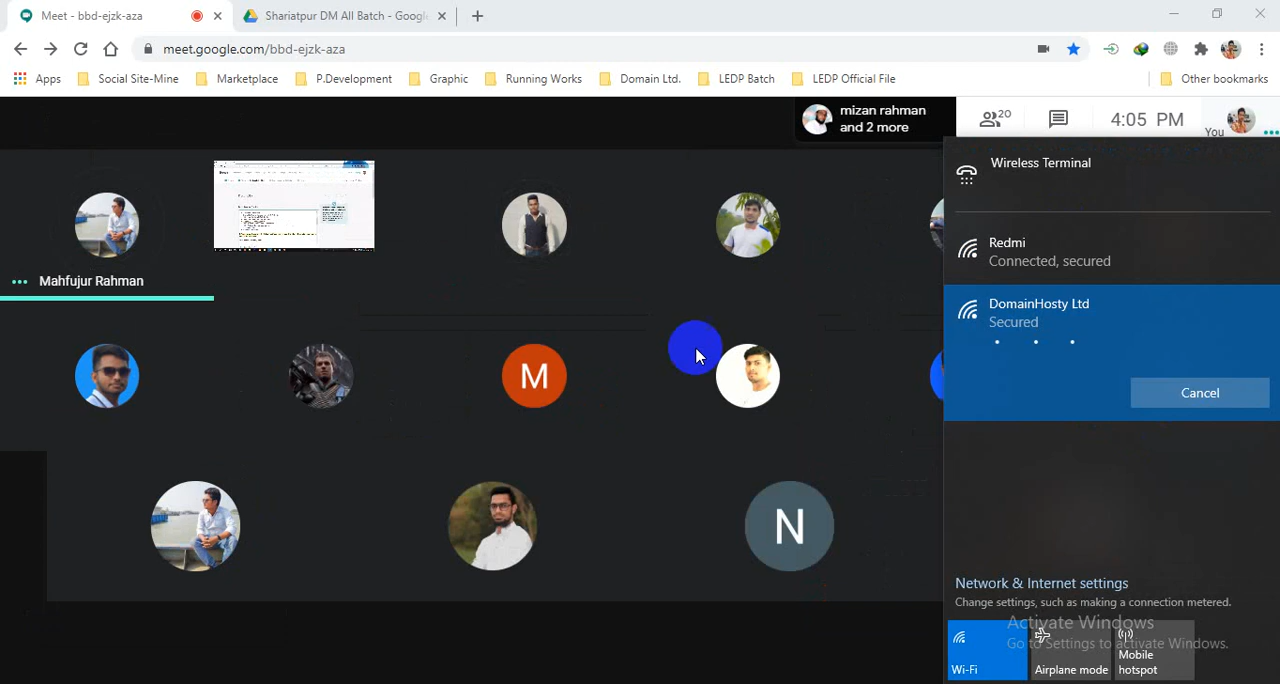 Meet - bbd-ejzk-aza
Shariatpur DM All Batch - Googl
meet.google.com/bbd-ejzk-aza
Apps
Social Site-Mine
Marketplace
P.Development
Graphic
Running Works
Domain Ltd.
LEDP Batch
LEDP Official File
Other bookmarks
mizan rahman
and 2 more
20
4:05 PM
You
Wireless Terminal
Redmi
Connected, secured
Mahfujur Rahman
DomainHosty Ltd
Secured
M
Cancel
N
Network & Internet settings
Change settings, such as making a connection metered.
Activate Windows
Go to Settings to activate Windows.
Wi-Fi
Airplane mode
Mobile
hotspot